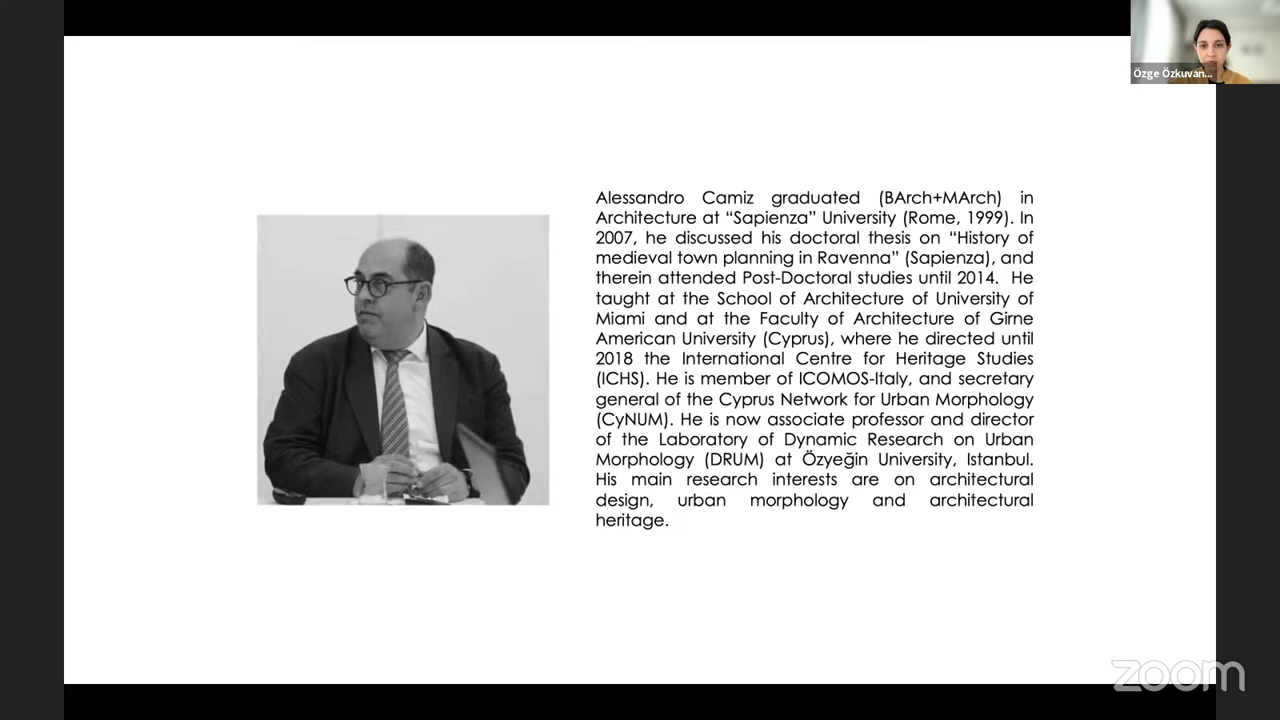 Özge Özkuvan...
Alessandro Camiz graduated (BArch+MArch) in
Architecture at “Sapienza” University (Rome, 1999). In
2007, he discussed his doctoral thesis on “History of
medieval town planning in Ravenna” (Sapienza), and
therein attended Post-Doctoral studies until 2014. He
taught at the School of Architecture of University of
Miami and at the Faculty of Architecture of Girne
American University (Cyprus), where he directed until
2018 the International Centre for Heritage Studies
(ICHS). He is member of ICOMOS-Italy, and secretary
general of the Cyprus Network for Urban Morphology
(CyNUM). He is now associate professor and director
of the Laboratory of Dynamic Research on Urban
Morphology (DRUM) at Özyeğin University, Istanbul.
His main research interests are on architectural
design, urban morphology and architectural
heritage.
zoom